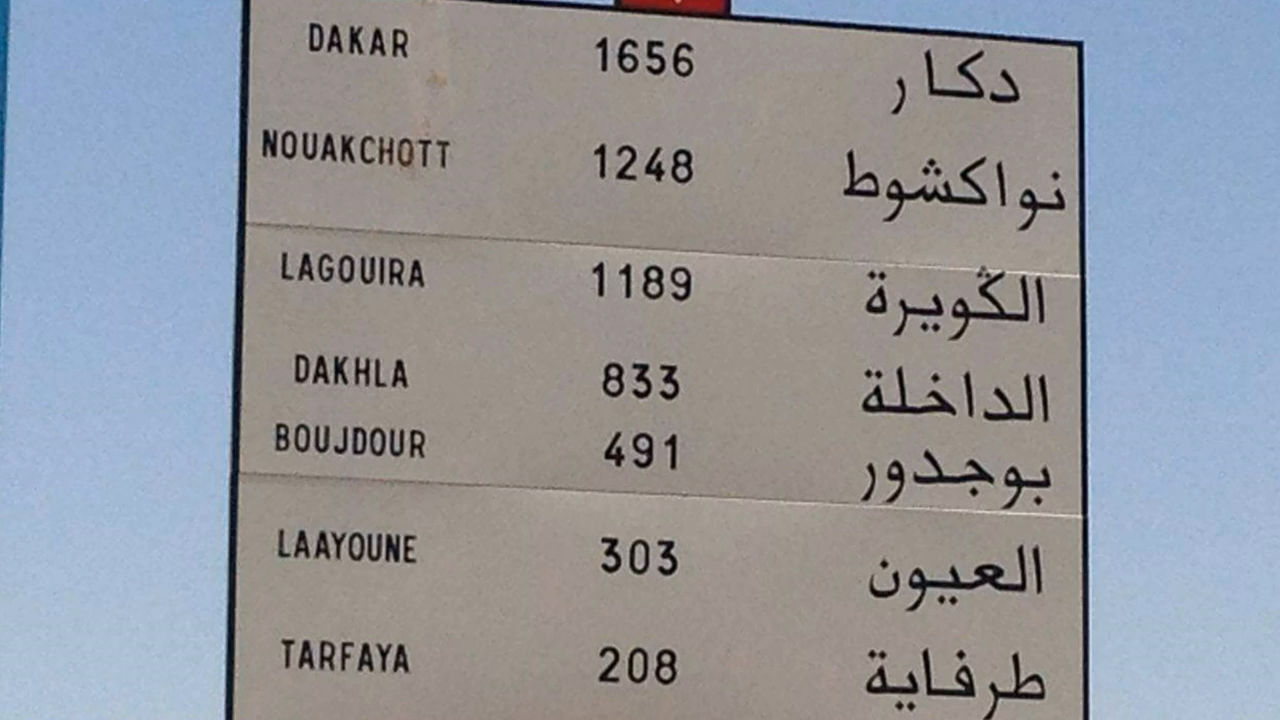 DAKAR 1656 دكار
NOUAKCHOTT 1248 نواكشوط
LAGOUIRA 1189 الݣويرة
DAKHLA 833 الداخلة
BOUJDOUR 491 بوجدور
LAAYOUNE 303 العيون
TARFAYA 208 طرفاية